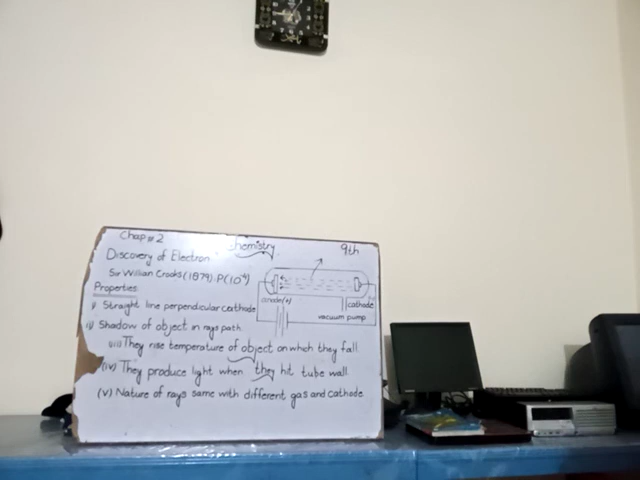 Chap # 2 Chemistry 9th
Discovery of Electron
Sir Willian Crooks (1879) P(10⁻⁴)
Properties
anode(+) cathode
vacuum pump
i) Straight line perpendicular cathode
ii) Shadow of object in rays path
iii) They rise temperature of object on which they fall
(iv) They produce light when they hit tube wall
(v) Nature of rays same with different gas and cathode